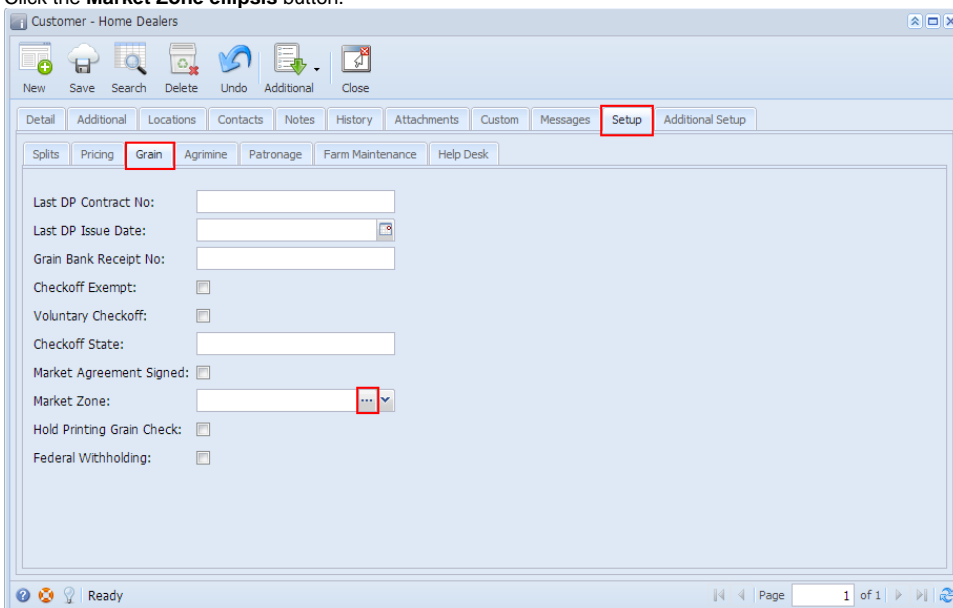 Click the Market Zone ellipsis button.
Customer - Home Dealers
New Save Search Delete Undo Additional Close
Detail Additional Locations Contacts Notes History Attachments Custom Messages Setup Additional Setup
Splits Pricing Grain Agrimine Patronage Farm Maintenance Help Desk
Last DP Contract No:
Last DP Issue Date:
Grain Bank Receipt No:
Checkoff Exempt:
Voluntary Checkoff:
Checkoff State:
Market Agreement Signed:
Market Zone: ...
Hold Printing Grain Check:
Federal Withholding:
Ready Page 1 of 1